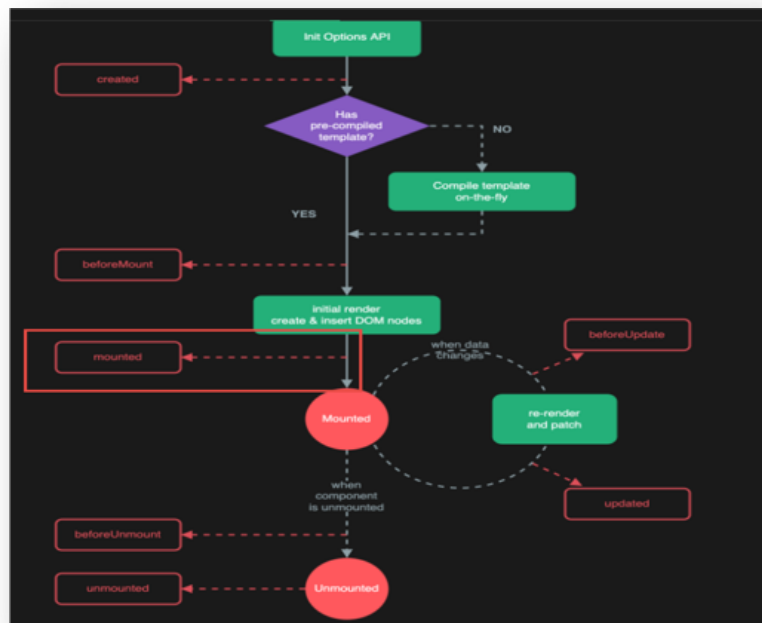 Init Options API
created
Has
pre-compiled
template?
NO
Compile template
on-the-fly
YES
beforeMount
initial render
create & insert DOM nodes
mounted
when data
changes
beforeUpdate
Mounted
re-render
and patch
when
component
is unmounted
updated
beforeUnmount
unmounted
Unmounted